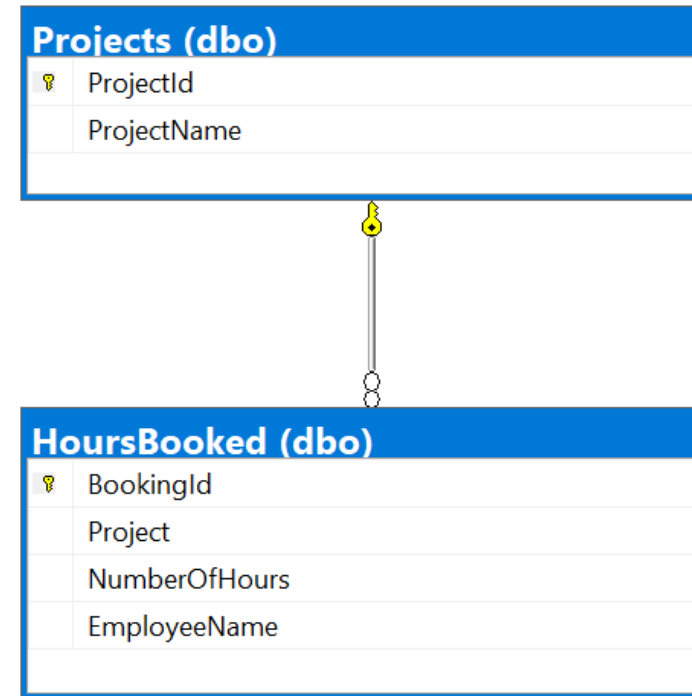 Projects (dbo)
ProjectId
ProjectName
HoursBooked (dbo)
BookingId
Project
NumberOfHours
EmployeeName